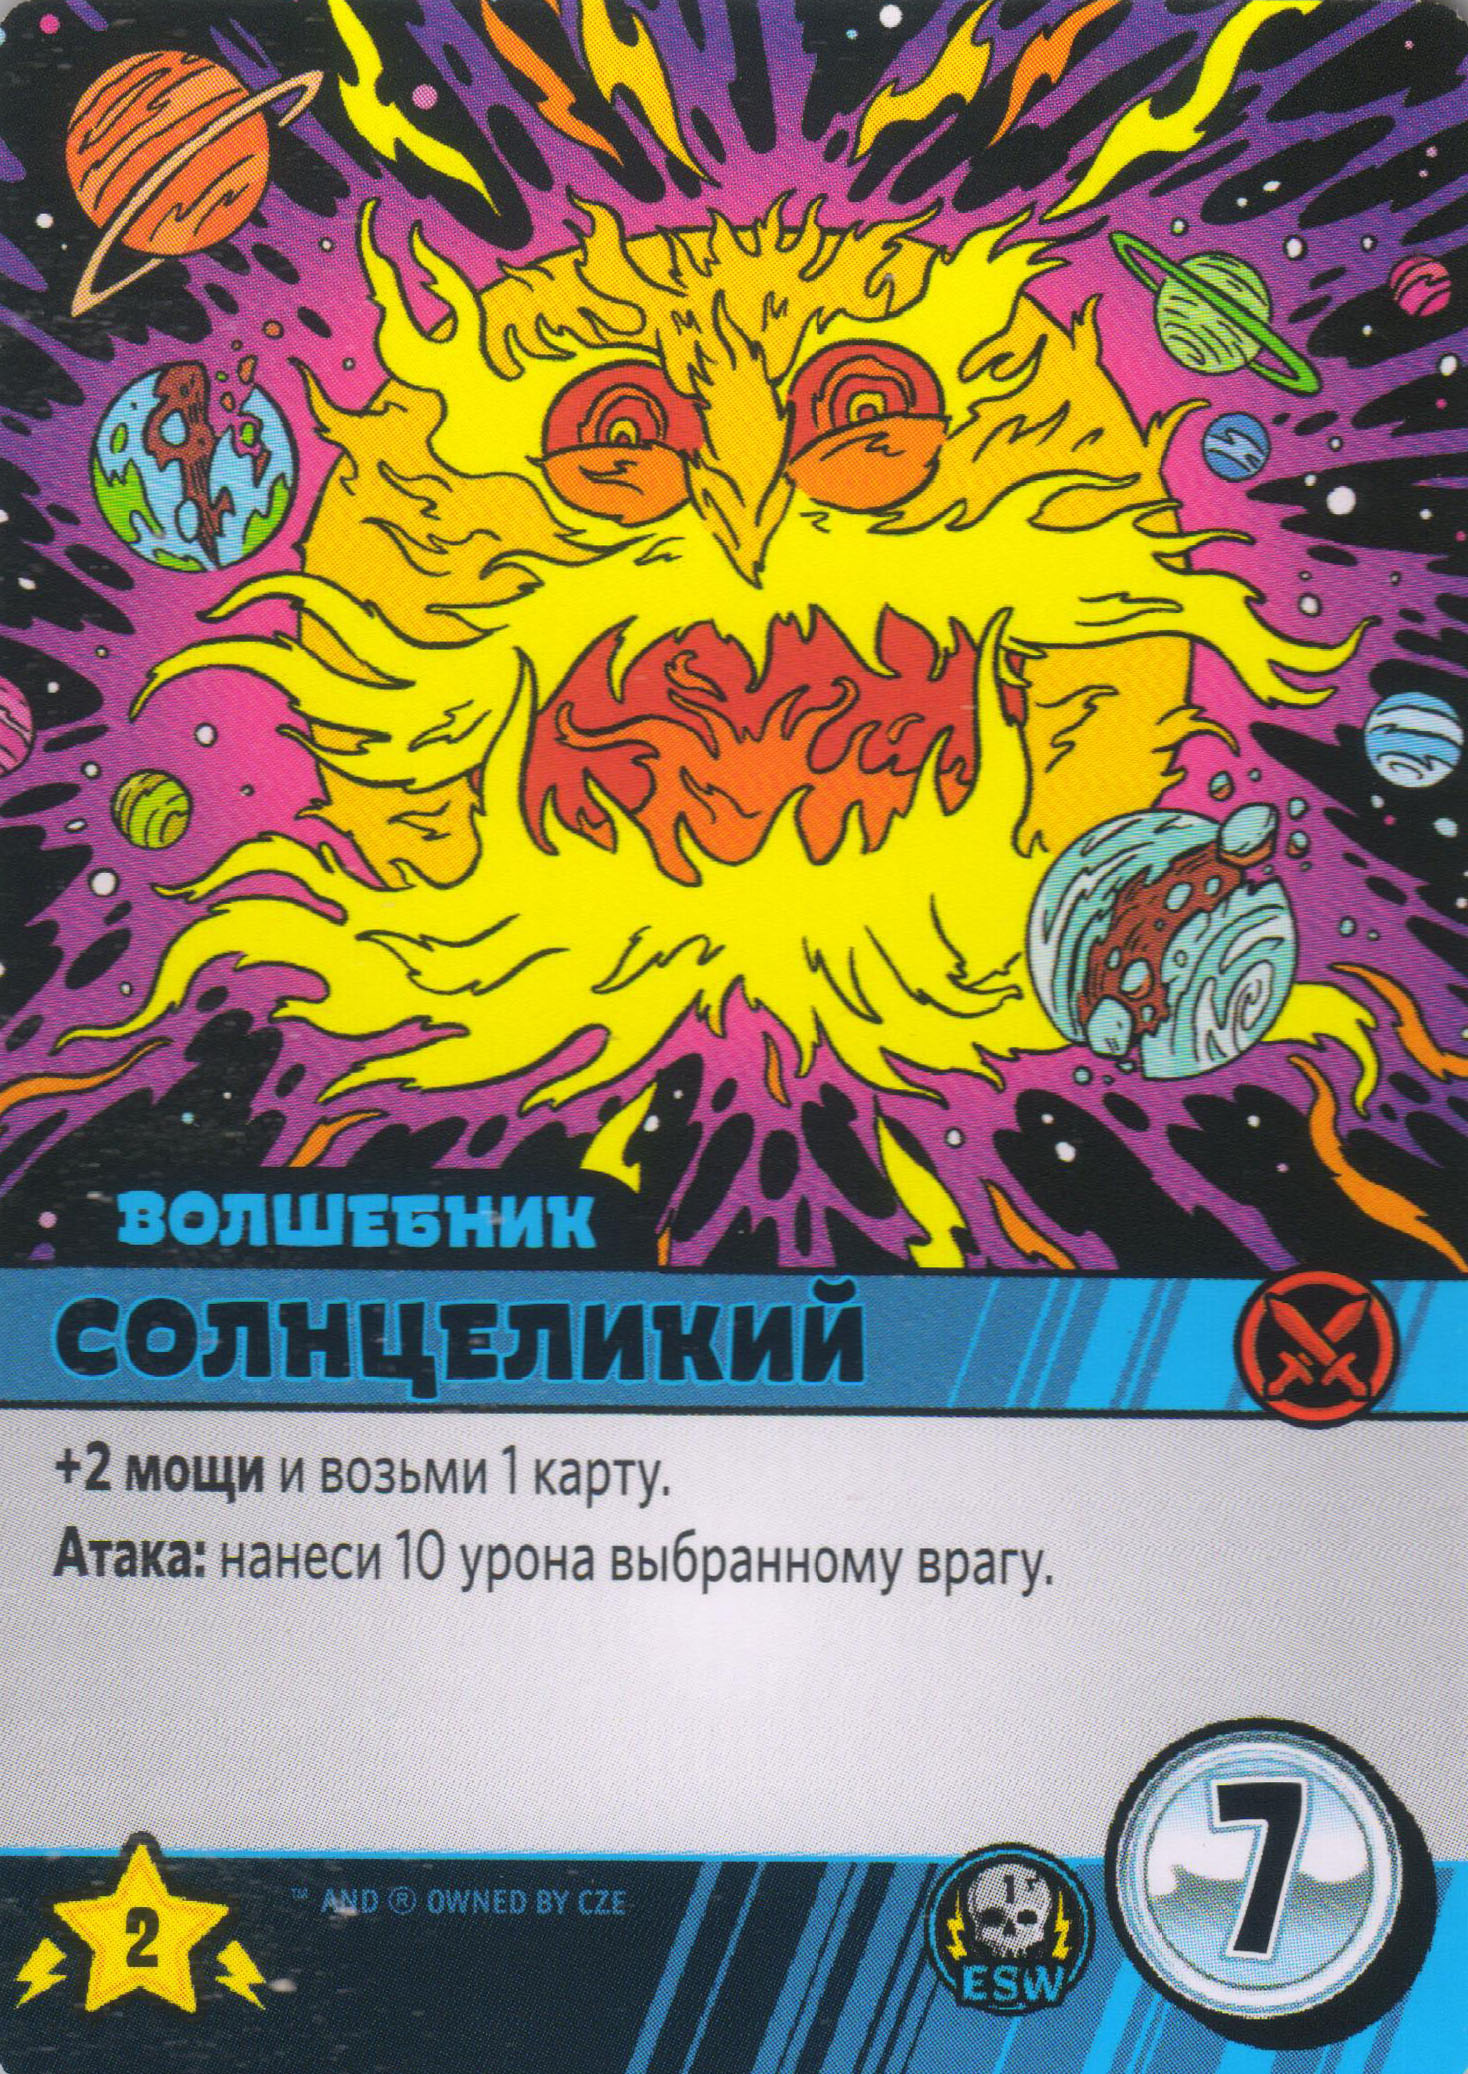 ВОЛШЕБНИК
СОЛНЦЕЛИКИЙ
+2 мощи и возьми 1 карту.
Атака: нанеси 10 урона выбранному врагу.
2
™ AND ® OWNED BY CZE
ESW
7